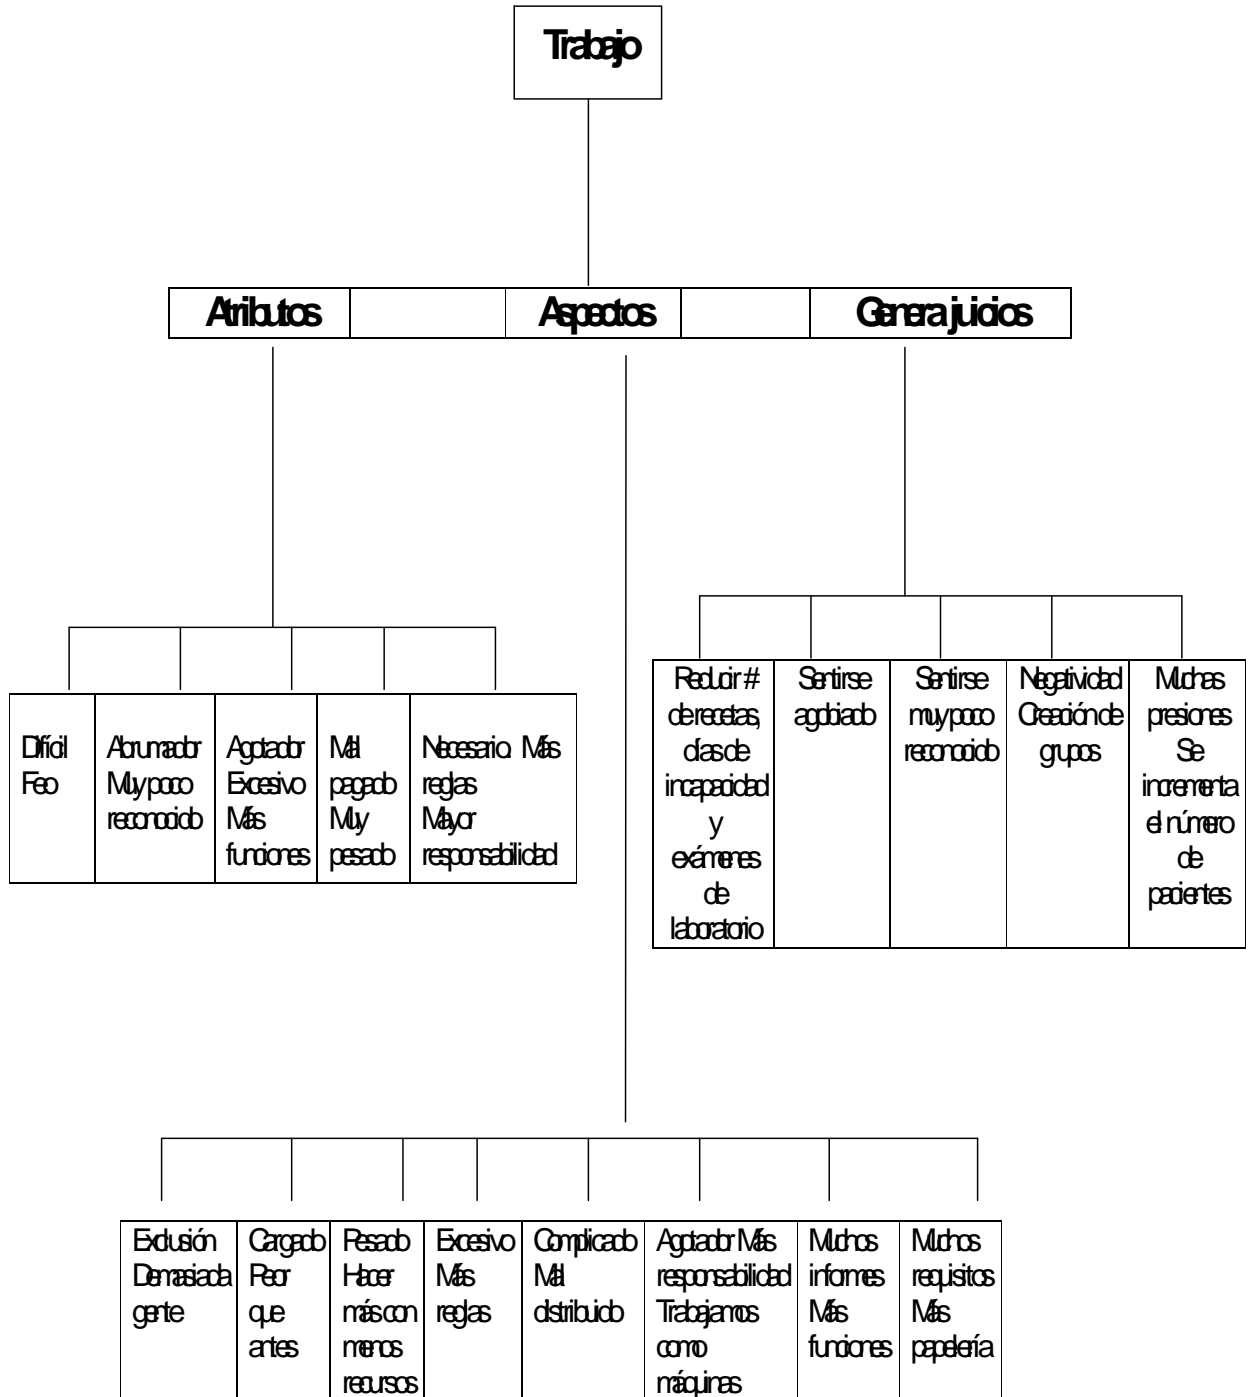 Trabajo
Atributos
Aspectos
Genera juicios
Difícil
Feo
Abrumador
Muy poco
reconocido
Agotador
Excesivo
Más
funciones
Mal
pagado
Muy
pesado
Necesario. Más
reglas
Mayor
responsabilidad
Reducir #
de recetas,
días de
incapacidad
y
exámenes
de
laboratorio
Sentirse
agobiado
Sentirse
muy poco
reconocido
Negatividad
Creación de
grupos
Muchas
presiones
Se
incrementa
el número
de
pacientes
Exclusión
Demasiada
gente
Cargado
Peor
que
antes
Pesado
Hacer
más con
menos
recursos
Excesivo
Más
reglas
Complicado
Mal
distribuido
Agotador Más
responsabilidad
Trabajamos
como
máquinas
Muchos
informes
Más
funciones
Muchos
requisitos
Más
papelería